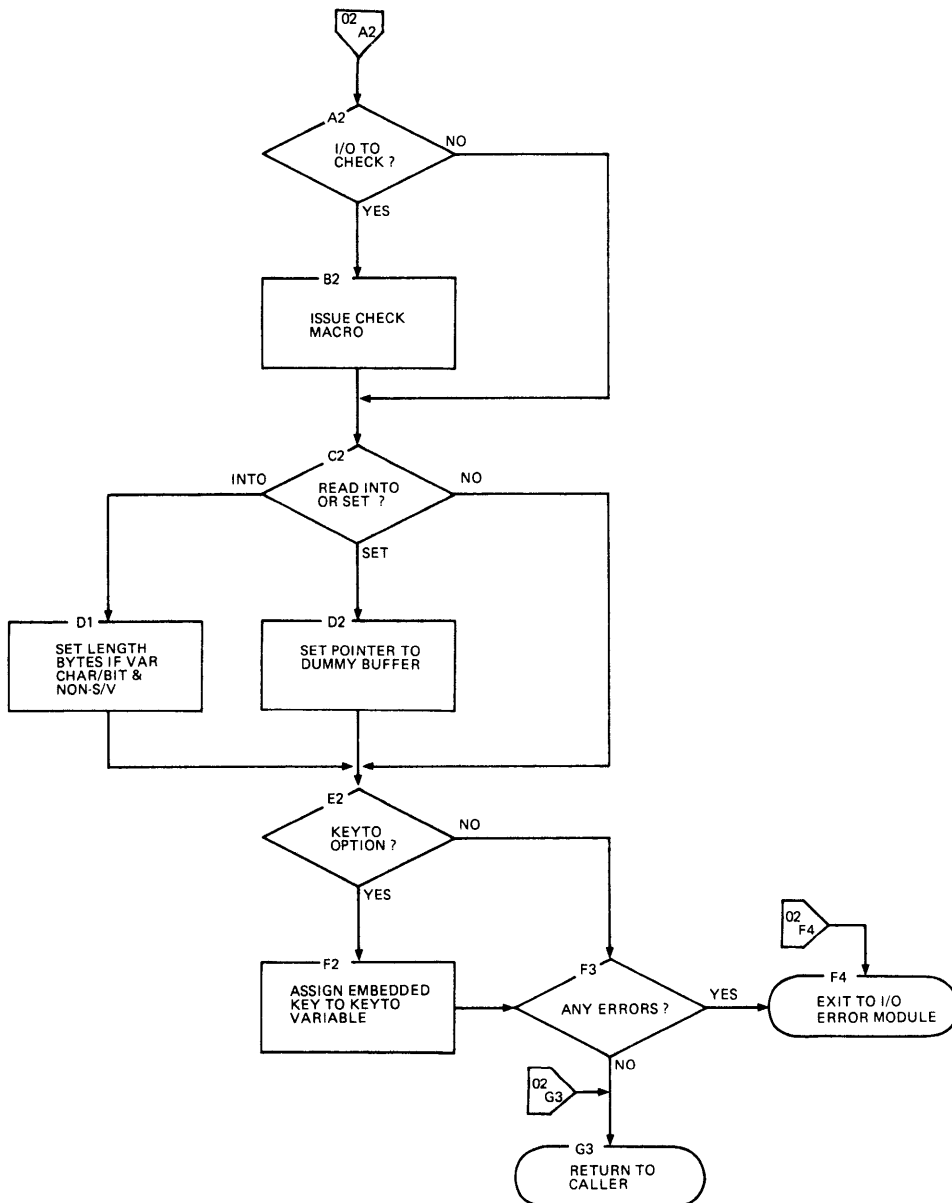 02
A2
A2
I/O TO
CHECK ?
NO
YES
B2
ISSUE CHECK
MACRO
C2
INTO
READ INTO
OR SET ?
NO
SET
D1
SET LENGTH
BYTES IF VAR
CHAR/BIT &
NON-S/V
D2
SET POINTER TO
DUMMY BUFFER
E2
KEYTO
OPTION ?
NO
YES
02
F4
F2
ASSIGN EMBEDDED
KEY TO KEYTO
VARIABLE
F3
ANY ERRORS ?
YES
NO
F4
EXIT TO I/O
ERROR MODULE
02
G3
G3
RETURN TO
CALLER